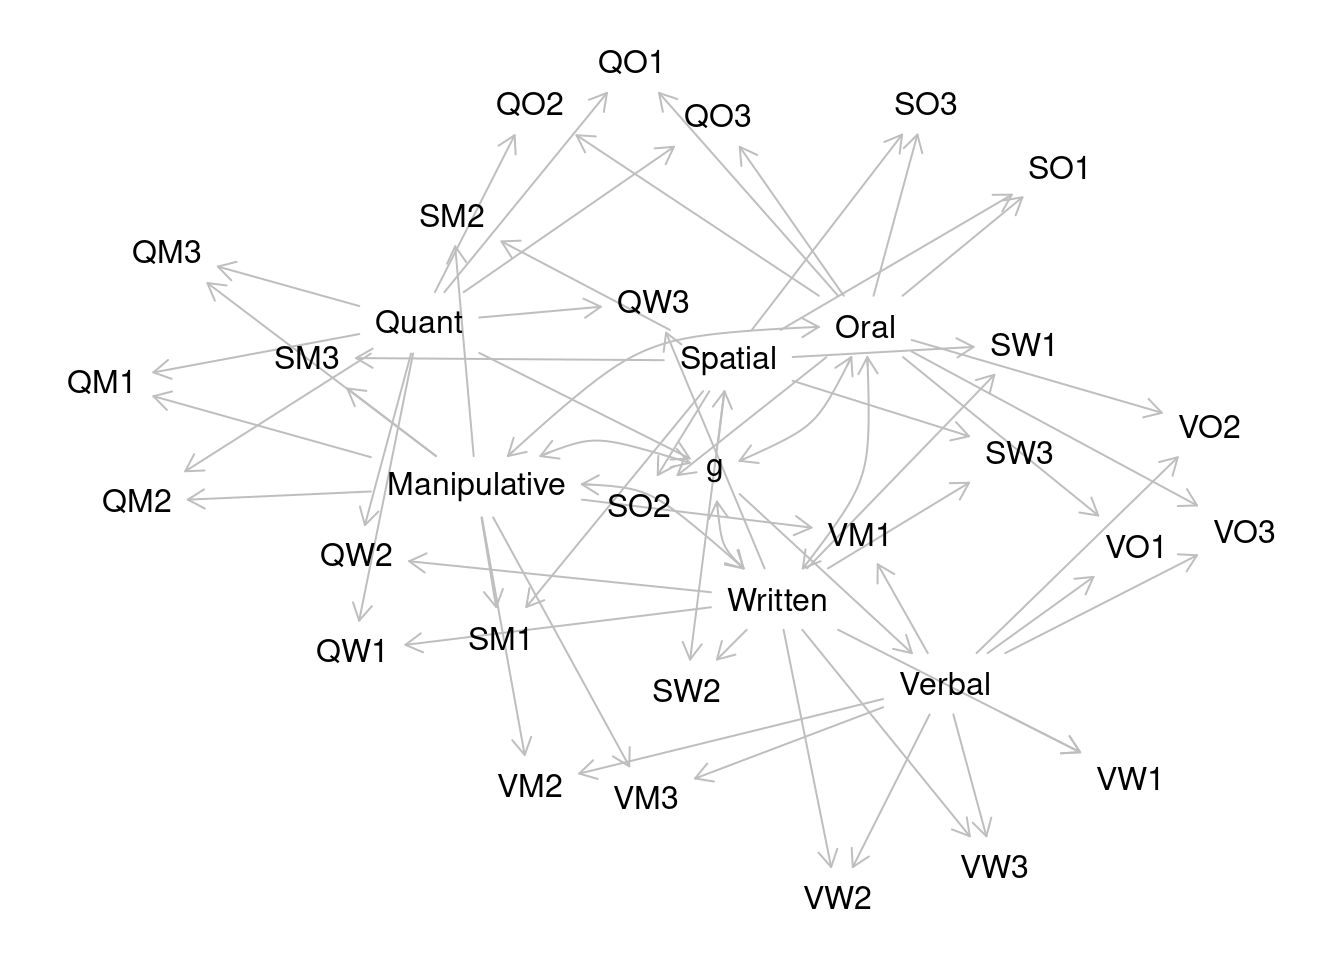 QO1
QO2
SO3
QO3
SO1
SM2
QM3
QW3
Quant
Oral
SW1
SM3
Spatial
QM1
VO2
SW3
g
Manipulative
QM2
SO2
VO3
VM1
VO1
QW2
Written
SM1
QW1
Verbal
SW2
VW1
VM2
VM3
VW3
VW2